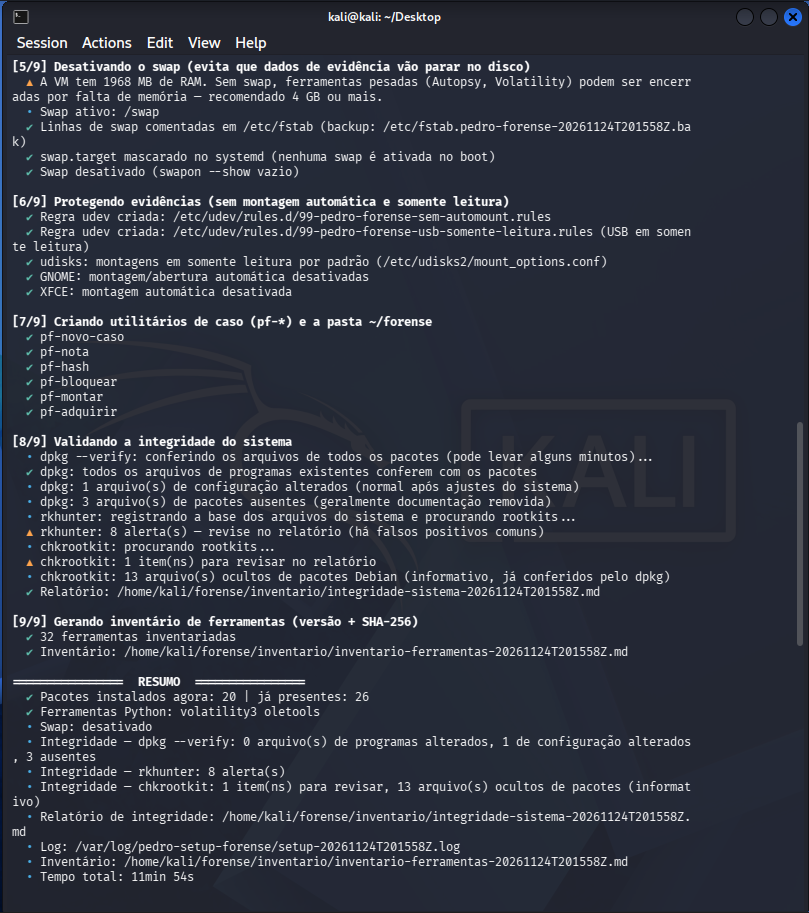 kali@kali: ~/Desktop
Session Actions Edit View Help
[5/9] Desativando o swap (evita que dados de evidência vão parar no disco)
▲ A VM tem 1968 MB de RAM. Sem swap, ferramentas pesadas (Autopsy, Volatility) podem ser encerr
adas por falta de memória — recomendado 4 GB ou mais.
• Swap ativo: /swap
✔ Linhas de swap comentadas em /etc/fstab (backup: /etc/fstab.pedro-forense-20261124T201558Z.ba
k)
✔ swap.target mascarado no systemd (nenhuma swap é ativada no boot)
✔ Swap desativado (swapon --show vazio)
[6/9] Protegendo evidências (sem montagem automática e somente leitura)
✔ Regra udev criada: /etc/udev/rules.d/99-pedro-forense-sem-automount.rules
✔ Regra udev criada: /etc/udev/rules.d/99-pedro-forense-usb-somente-leitura.rules (USB em somen
te leitura)
✔ udisks: montagens em somente leitura por padrão (/etc/udisks2/mount_options.conf)
✔ GNOME: montagem/abertura automática desativadas
✔ XFCE: montagem automática desativada
[7/9] Criando utilitários de caso (pf-*) e a pasta ~/forense
✔ pf-novo-caso
✔ pf-nota
✔ pf-hash
✔ pf-bloquear
✔ pf-montar
✔ pf-adquirir
KALI
[8/9] Validando a integridade do sistema
• dpkg --verify: conferindo os arquivos de todos os pacotes (pode levar alguns minutos)...
✔ dpkg: todos os arquivos de programas existentes conferem com os pacotes
• dpkg: 1 arquivo(s) de configuração alterados (normal após ajustes do sistema)
• dpkg: 3 arquivo(s) de pacotes ausentes (geralmente documentação removida)
• rkhunter: registrando a base dos arquivos do sistema e procurando rootkits...
▲ rkhunter: 8 alerta(s) — revise no relatório (há falsos positivos comuns)
• chkrootkit: procurando rootkits...
▲ chkrootkit: 1 item(ns) para revisar no relatório
• chkrootkit: 13 arquivo(s) ocultos de pacotes Debian (informativo, já conferidos pelo dpkg)
✔ Relatório: /home/kali/forense/inventario/integridade-sistema-20261124T201558Z.md
[9/9] Gerando inventário de ferramentas (versão + SHA-256)
✔ 32 ferramentas inventariadas
✔ Inventário: /home/kali/forense/inventario/inventario-ferramentas-20261124T201558Z.md
═══════════════ RESUMO ═══════════════
✔ Pacotes instalados agora: 20 | já presentes: 26
✔ Ferramentas Python: volatility3 oletools
• Swap: desativado
• Integridade — dpkg --verify: 0 arquivo(s) de programas alterados, 1 de configuração alterados
, 3 ausentes
• Integridade — rkhunter: 8 alerta(s)
• Integridade — chkrootkit: 1 item(ns) para revisar, 13 arquivo(s) ocultos de pacotes (informat
ivo)
• Relatório de integridade: /home/kali/forense/inventario/integridade-sistema-20261124T201558Z.
md
• Log: /var/log/pedro-setup-forense/setup-20261124T201558Z.log
• Inventário: /home/kali/forense/inventario/inventario-ferramentas-20261124T201558Z.md
• Tempo total: 11min 54s